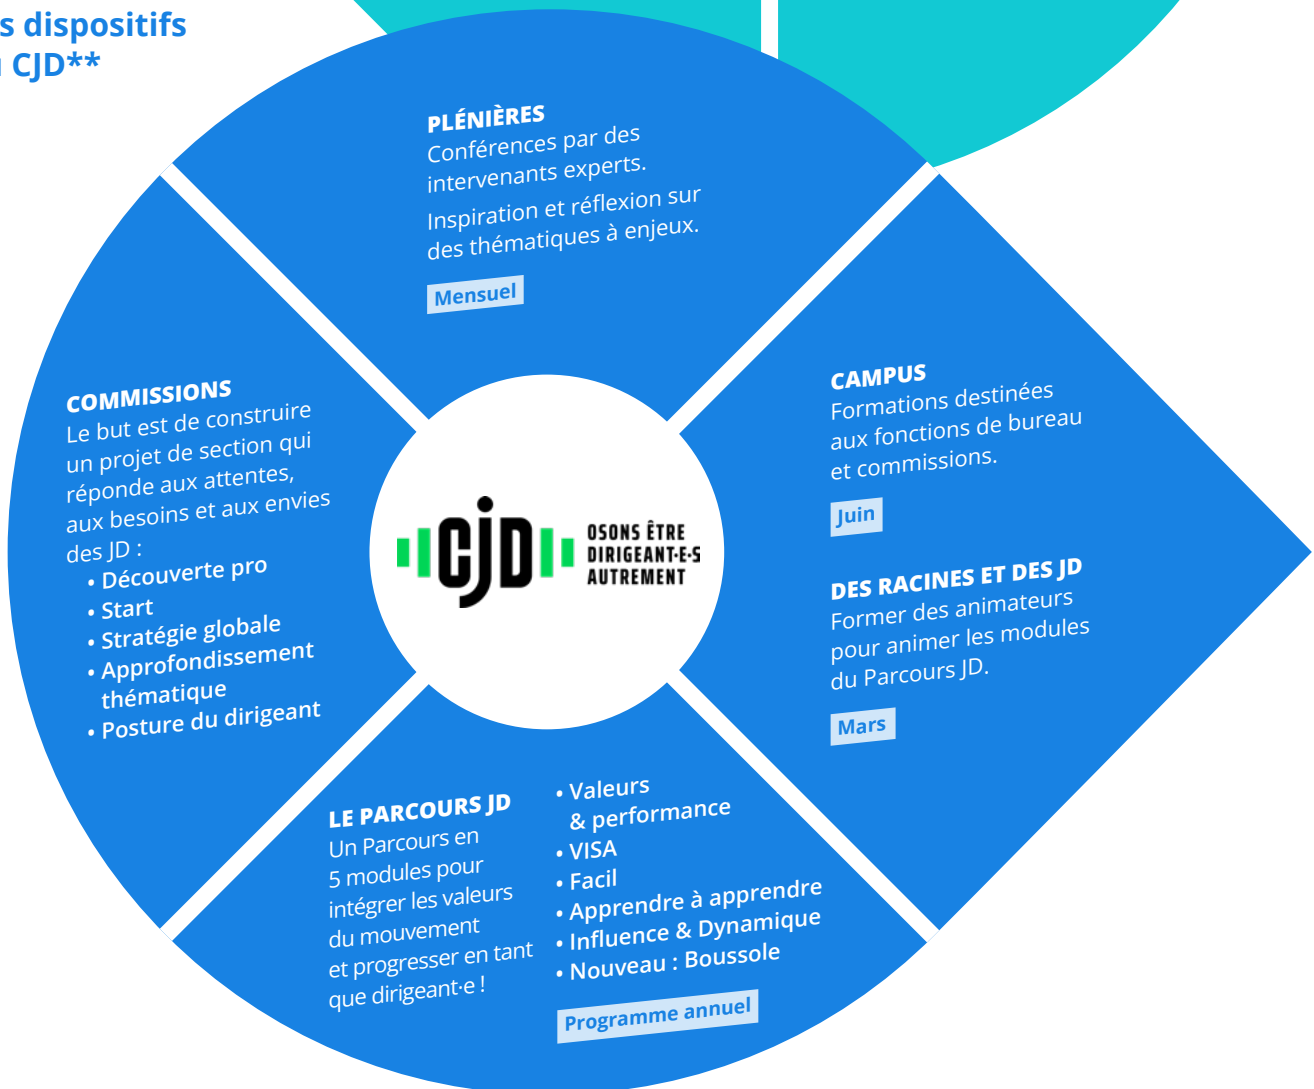 s dispositifs
CJD**
PLÉNIÈRES
Conférences par des
intervenants experts.
Inspiration et réflexion sur
des thématiques à enjeux.
Mensuel
COMMISSIONS
Le but est de construire
un projet de section qui
réponde aux attentes,
aux besoins et aux envies
des JD :
• Découverte pro
• Start
• Stratégie globale
• Approfondissement
thématique
• Posture du dirigeant
CJD
OSONS ÊTRE
DIRIGEANT·E·S
AUTREMENT
CAMPUS
Formations destinées
aux fonctions de bureau
et commissions.
Juin
DES RACINES ET DES JD
Former des animateurs
pour animer les modules
du Parcours JD.
Mars
LE PARCOURS JD
Un Parcours en
5 modules pour
intégrer les valeurs
du mouvement
et progresser en tant
que dirigeant·e !
• Valeurs
& performance
• VISA
• Facil
• Apprendre à apprendre
• Influence & Dynamique
• Nouveau : Boussole
Programme annuel